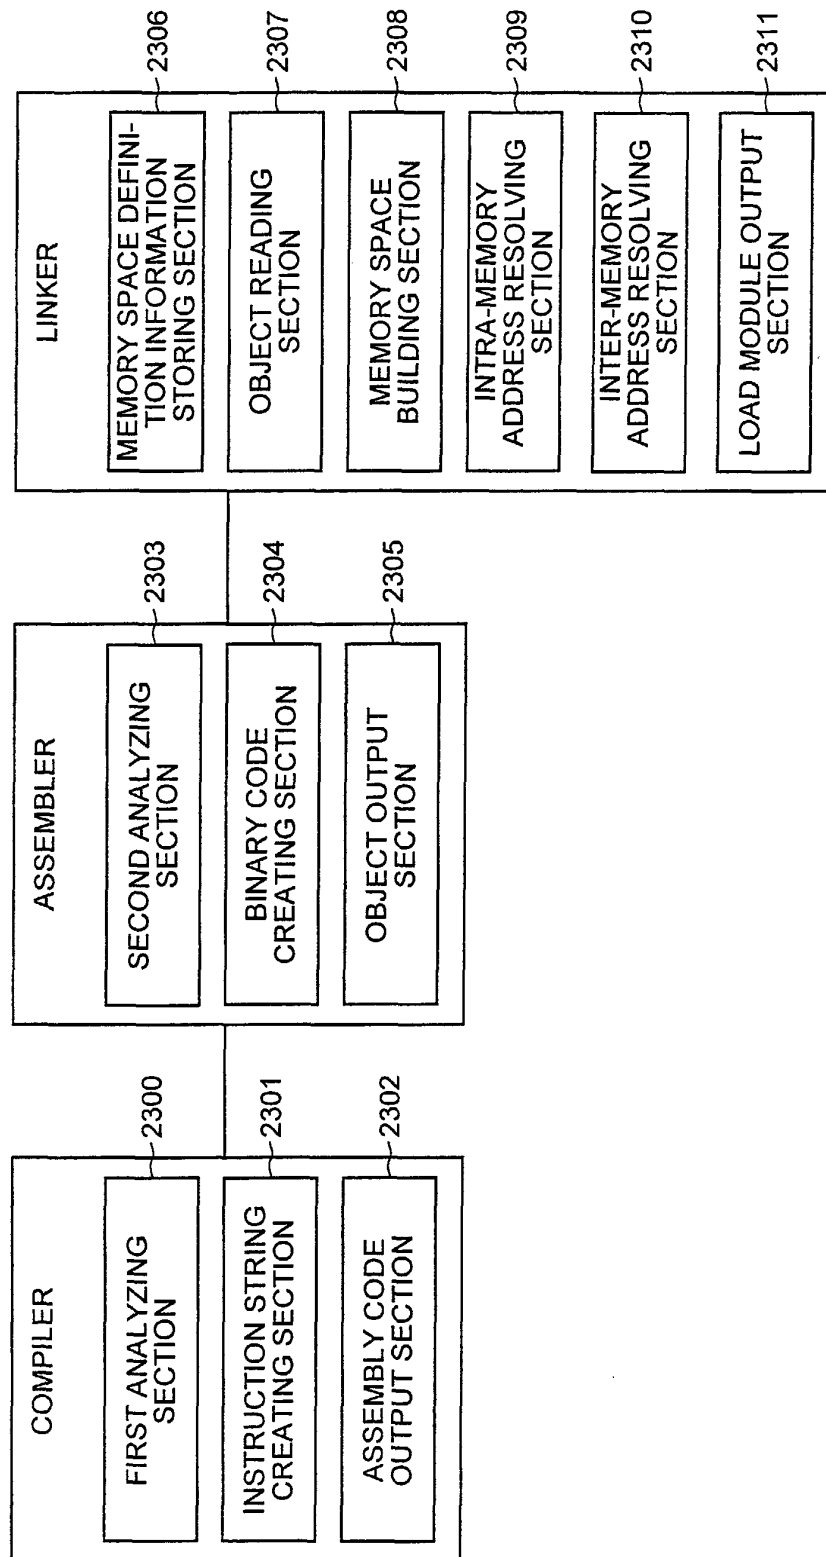 COMPILER
FIRST ANALYZING
SECTION
2300
INSTRUCTION STRING
CREATING SECTION
2301
ASSEMBLY CODE
OUTPUT SECTION
2302
ASSEMBLER
SECOND ANALYZING
SECTION
2303
BINARY CODE
CREATING SECTION
2304
OBJECT OUTPUT
SECTION
2305
LINKER
MEMORY SPACE DEFINI-
TION INFORMATION
STORING SECTION
2306
OBJECT READING
SECTION
2307
MEMORY SPACE
BUILDING SECTION
2308
INTRA-MEMORY
ADDRESS RESOLVING
SECTION
2309
INTER-MEMORY
ADDRESS RESOLVING
SECTION
2310
LOAD MODULE OUTPUT
SECTION
2311